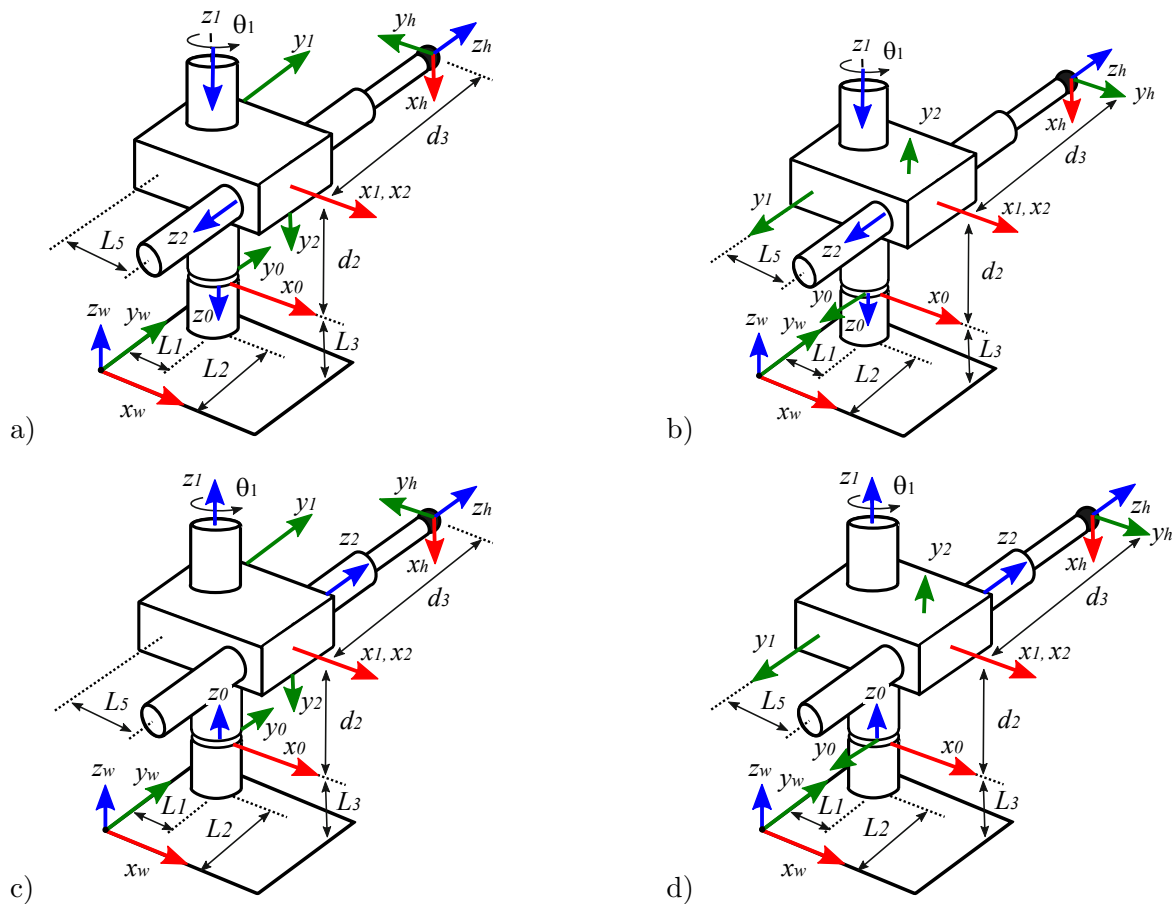 z1 θ1 y1 yh zh
xh
d3
x1, x2
L5 z2 y2
y0 d2
x0
zw yw z0
L1 L3
L2
xw
a)
z1 θ1 zh
y2 xh yh
d3
y1 x1, x2
L5 z2 d2
y0 x0
zw yw z0
L1 L3
L2
xw
b)
z1 θ1 y1 yh zh
z2 xh
d3
x1, x2
L5 z0 y2
y0 d2
x0
zw yw
L1 L3
L2
xw
c)
z1 θ1 zh
z2 yh
y2 xh
d3
y1 x1, x2
L5 z0 d2
y0 x0
zw yw
L1 L3
L2
xw
d)